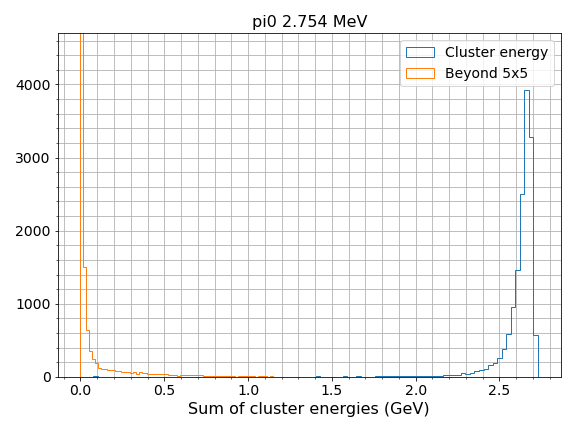 pi0 2.754 MeV
Cluster energy
Beyond 5x5
4000
3000
2000
1000
0
0.0 0.5 1.0 1.5 2.0 2.5
Sum of cluster energies (GeV)